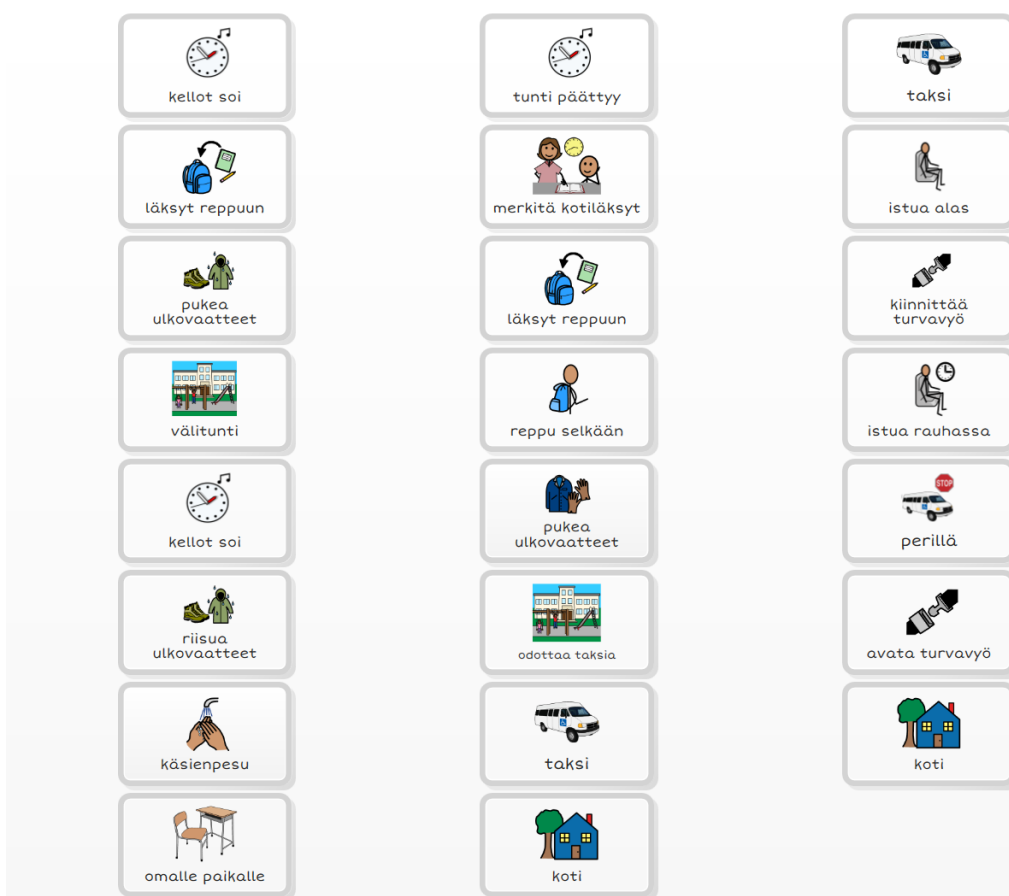 kellot soi
läksyt reppuun
pukea
ulkovaatteet
välitunti
kellot soi
riisua
ulkovaatteet
käsienpesu
omalle paikalle
tunti päättyy
merkitä kotiläksyt
läksyt reppuun
reppu selkään
pukea
ulkovaatteet
odottaa taksia
taksi
koti
taksi
istua alas
kiinnittää
turvavyö
istua rauhassa
STOP
perillä
avata turvavyö
koti